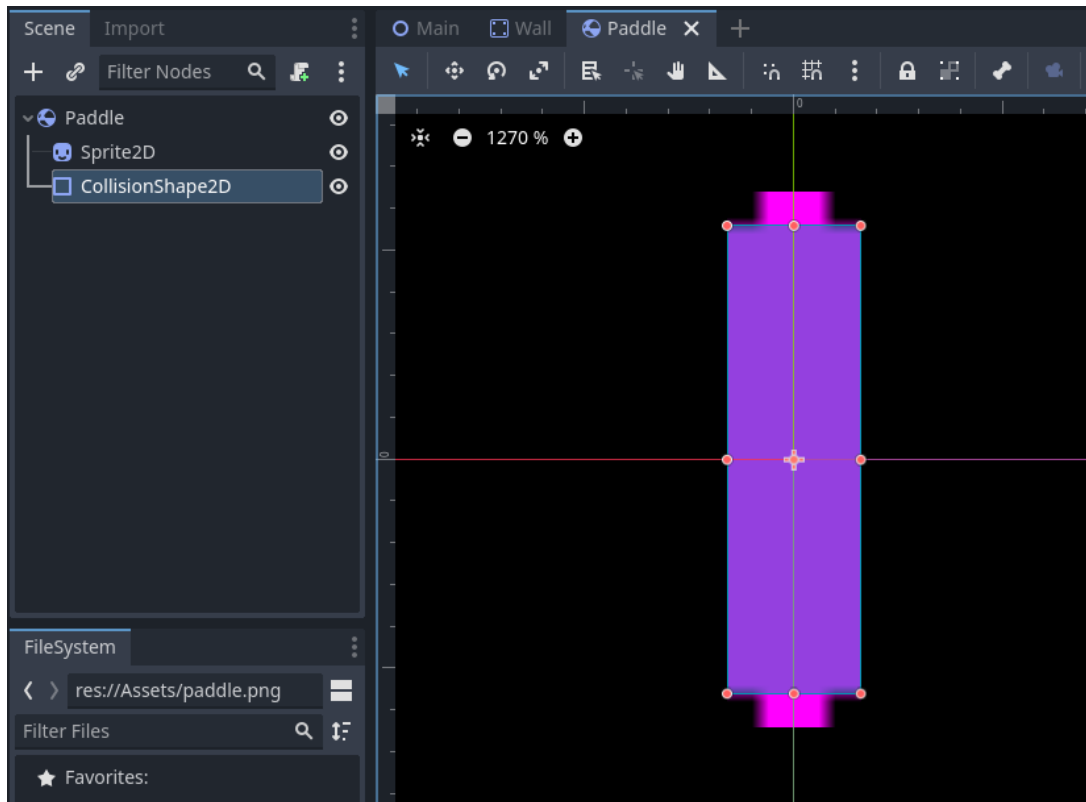 Scene Import
Main Wall Paddle
Filter Nodes
Paddle
Sprite2D
CollisionShape2D
0
1270 %
0
FileSystem
res://Assets/paddle.png
Filter Files
Favorites: